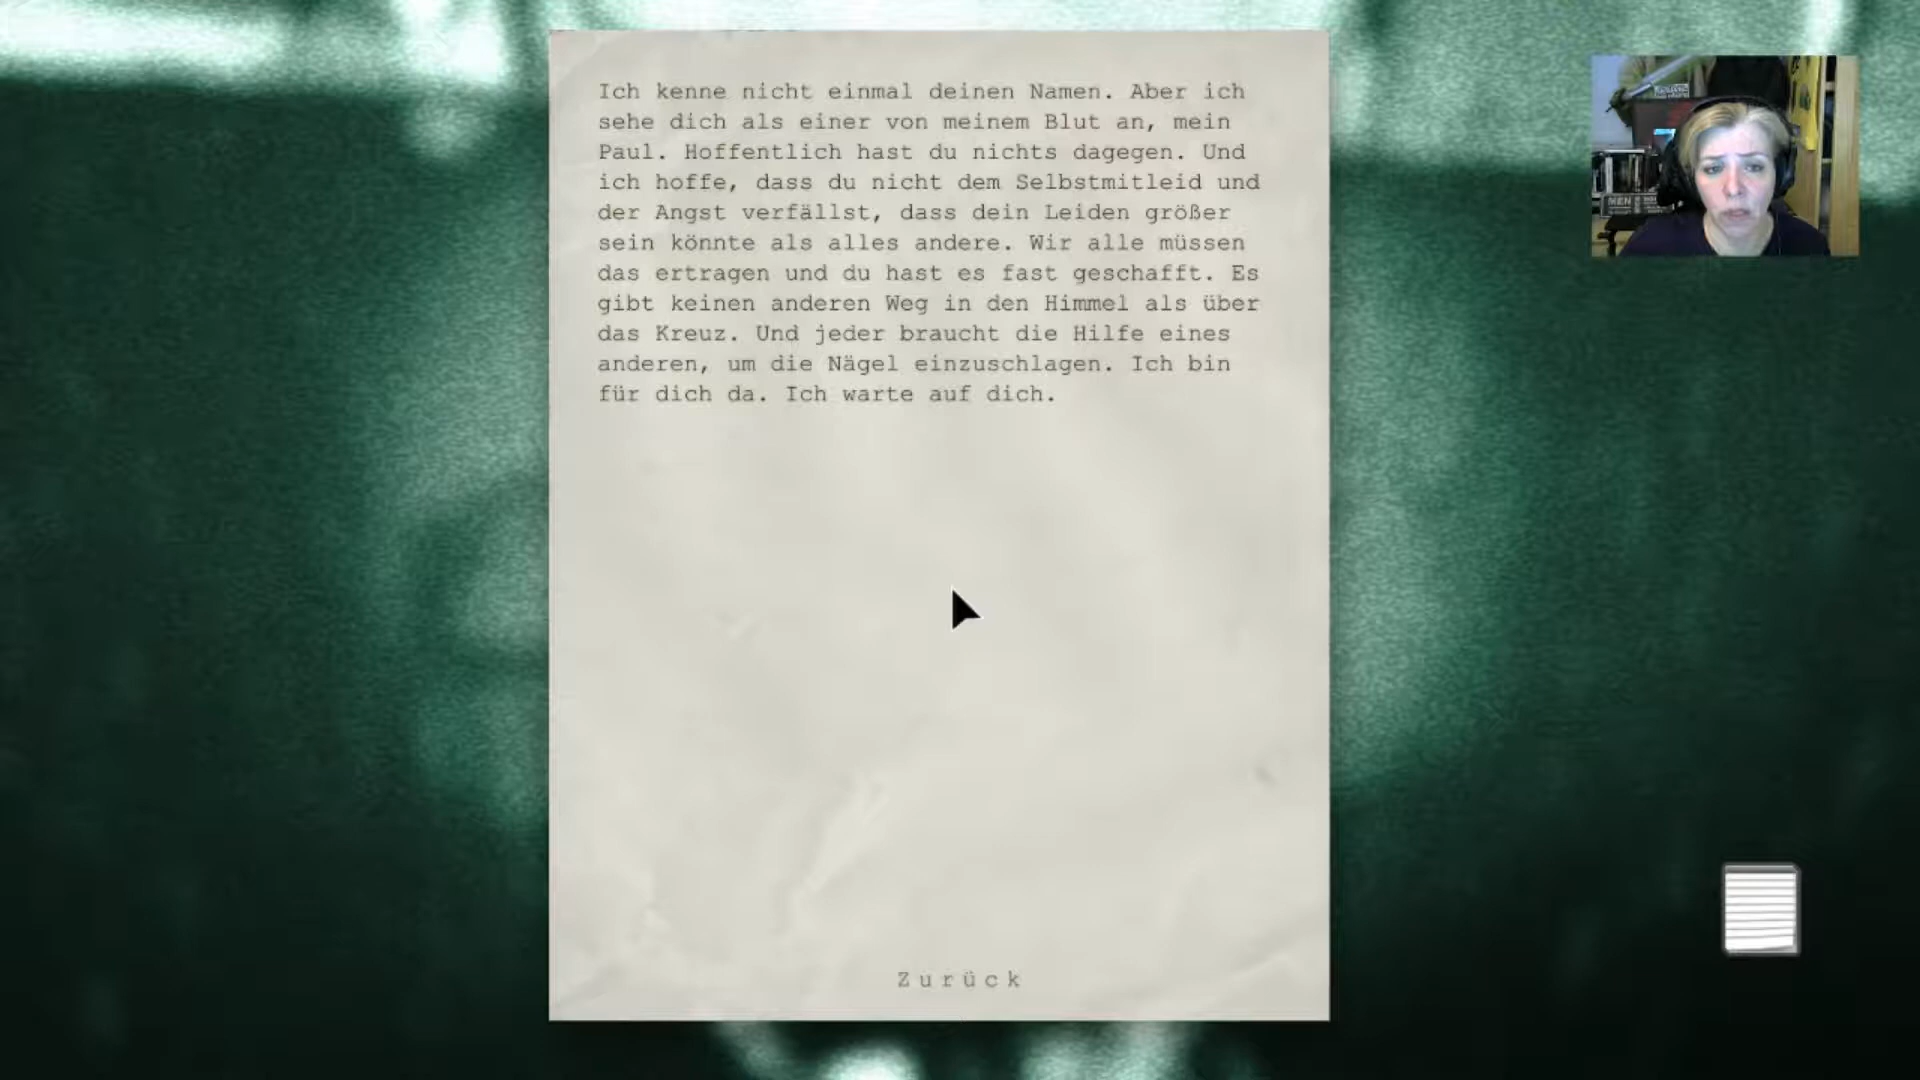 Ich kenne nicht einmal deinen Namen. Aber ich
sehe dich als einer von meinem Blut an, mein
Paul. Hoffentlich hast du nichts dagegen. Und
ich hoffe, dass du nicht dem Selbstmitleid und
der Angst verfällst, dass dein Leiden größer
sein könnte als alles andere. Wir alle müssen
das ertragen und du hast es fast geschafft. Es
gibt keinen anderen Weg in den Himmel als über
das Kreuz. Und jeder braucht die Hilfe eines
anderen, um die Nägel einzuschlagen. Ich bin
für dich da. Ich warte auf dich.
Zurück